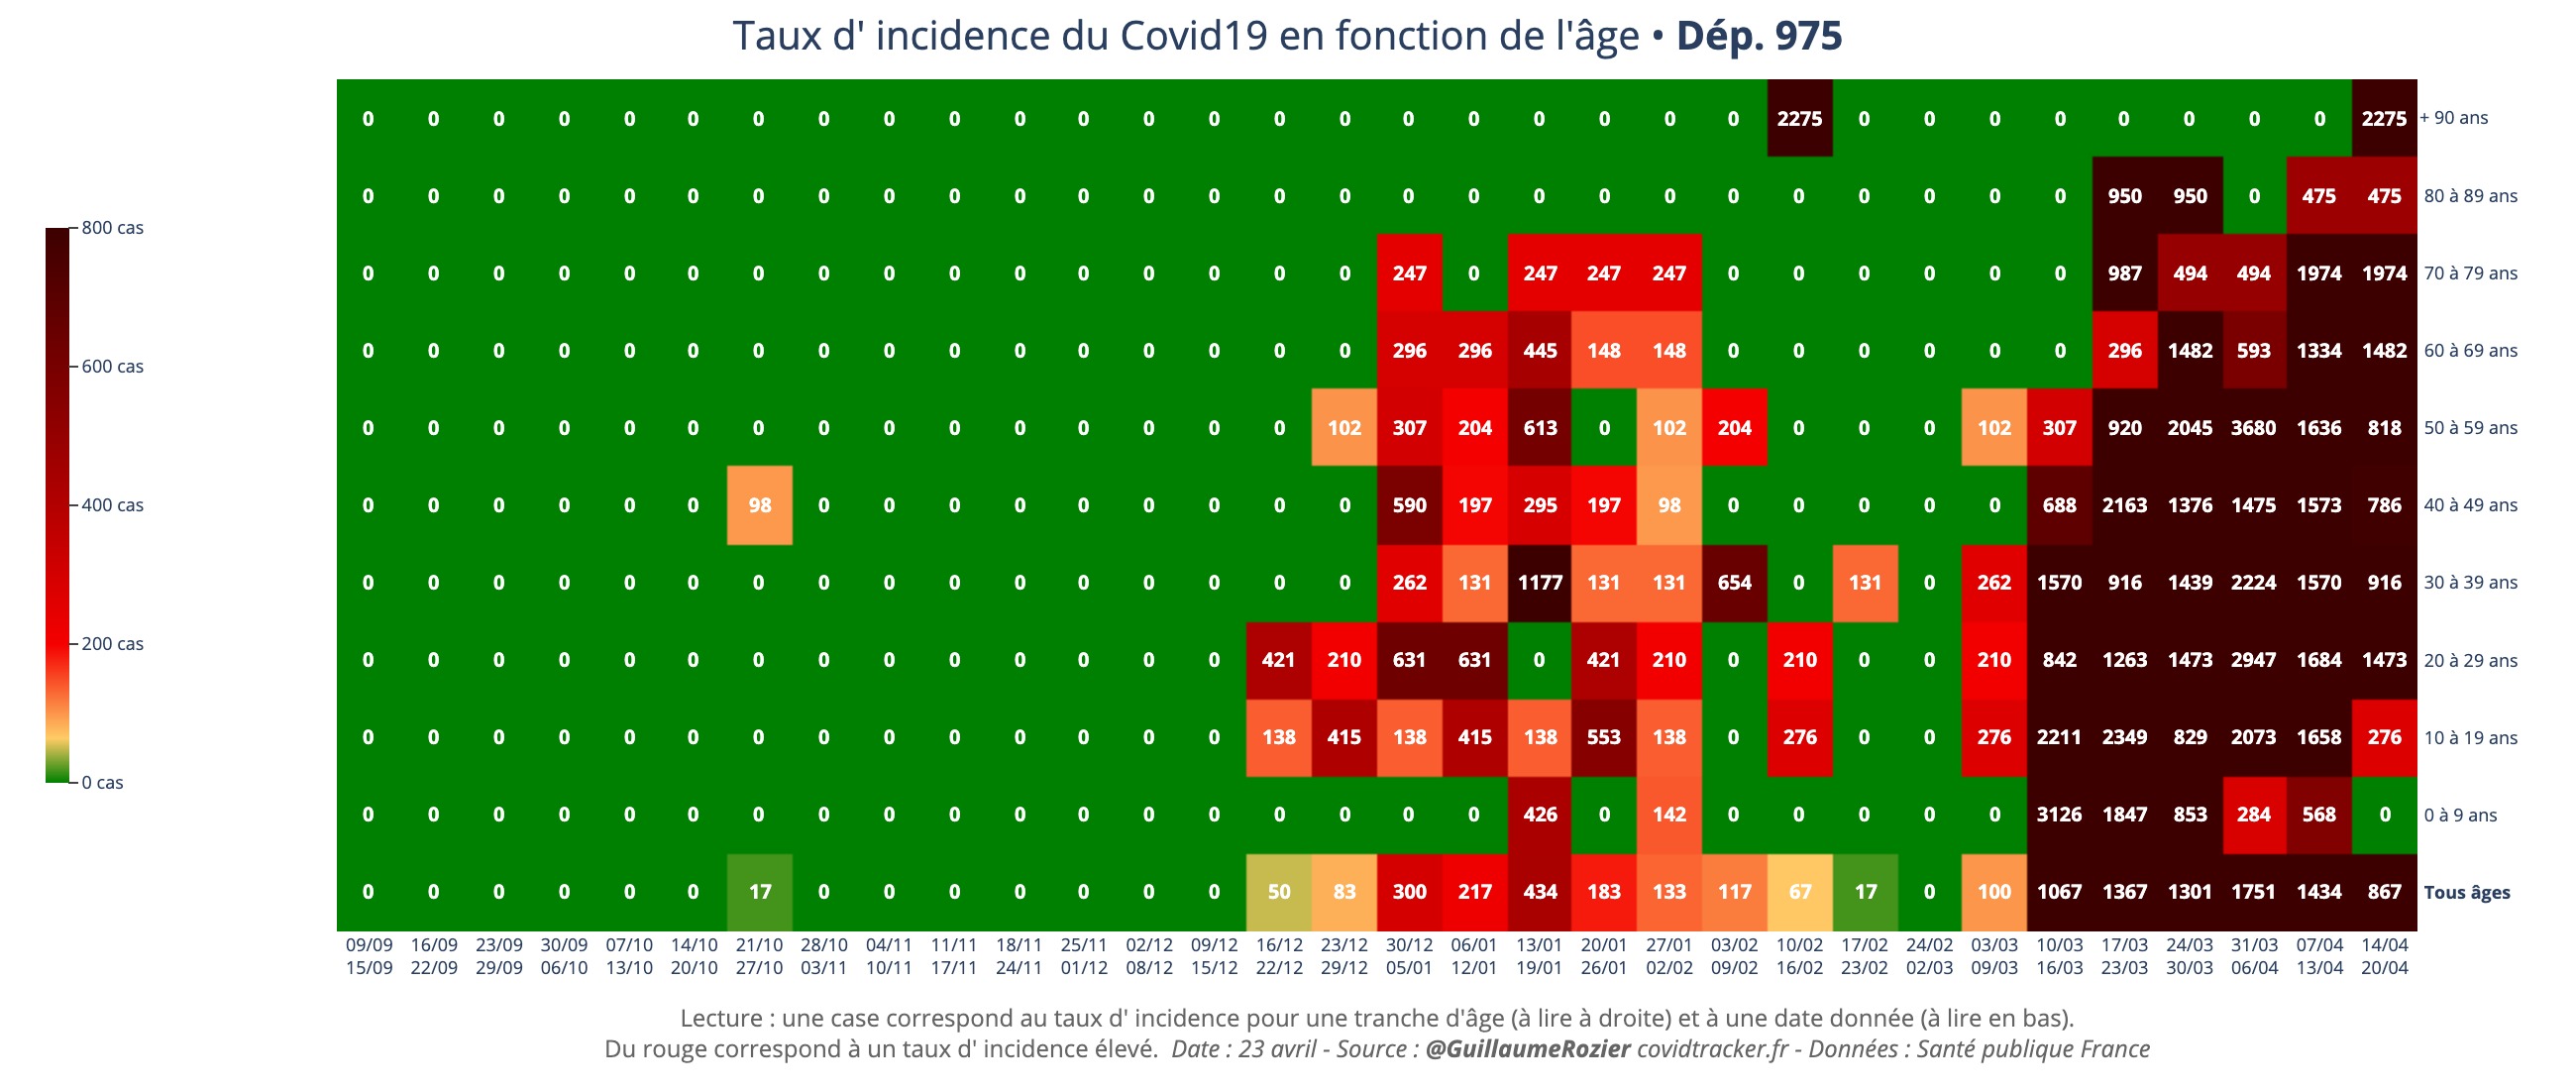 Taux d' incidence du Covid19 en fonction de l'âge • Dép. 975
800 cas
600 cas
400 cas
200 cas
0 cas
0 0 0 0 0 0 0 0 0 0 0 0 0 0 0 0 0 0 0 0 0 0 2275 0 0 0 0 0 0 0 0 2275 + 90 ans
0 0 0 0 0 0 0 0 0 0 0 0 0 0 0 0 0 0 0 0 0 0 0 0 0 0 0 950 950 0 475 475 80 à 89 ans
0 0 0 0 0 0 0 0 0 0 0 0 0 0 0 0 247 0 247 247 247 0 0 0 0 0 0 987 494 494 1974 1974 70 à 79 ans
0 0 0 0 0 0 0 0 0 0 0 0 0 0 0 0 296 296 445 148 148 0 0 0 0 0 0 296 1482 593 1334 1482 60 à 69 ans
0 0 0 0 0 0 0 0 0 0 0 0 0 0 0 102 307 204 613 0 102 204 0 0 0 102 307 920 2045 3680 1636 818 50 à 59 ans
0 0 0 0 0 0 98 0 0 0 0 0 0 0 0 0 590 197 295 197 98 0 0 0 0 0 688 2163 1376 1475 1573 786 40 à 49 ans
0 0 0 0 0 0 0 0 0 0 0 0 0 0 0 0 262 131 1177 131 131 654 0 131 0 262 1570 916 1439 2224 1570 916 30 à 39 ans
0 0 0 0 0 0 0 0 0 0 0 0 0 0 421 210 631 631 0 421 210 0 210 0 0 210 842 1263 1473 2947 1684 1473 20 à 29 ans
0 0 0 0 0 0 0 0 0 0 0 0 0 0 138 415 138 415 138 553 138 0 276 0 0 276 2211 2349 829 2073 1658 276 10 à 19 ans
0 0 0 0 0 0 0 0 0 0 0 0 0 0 0 0 0 0 426 0 142 0 0 0 0 0 3126 1847 853 284 568 0 0 à 9 ans
0 0 0 0 0 0 17 0 0 0 0 0 0 0 50 83 300 217 434 183 133 117 67 17 0 100 1067 1367 1301 1751 1434 867 Tous âges
09/09 16/09 23/09 30/09 07/10 14/10 21/10 28/10 04/11 11/11 18/11 25/11 02/12 09/12 16/12 23/12 30/12 06/01 13/01 20/01 27/01 03/02 10/02 17/02 24/02 03/03 10/03 17/03 24/03 31/03 07/04 14/04
15/09 22/09 29/09 06/10 13/10 20/10 27/10 03/11 10/11 17/11 24/11 01/12 08/12 15/12 22/12 29/12 05/01 12/01 19/01 26/01 02/02 09/02 16/02 23/02 02/03 09/03 16/03 23/03 30/03 06/04 13/04 20/04
Lecture : une case correspond au taux d' incidence pour une tranche d'âge (à lire à droite) et à une date donnée (à lire en bas).
Du rouge correspond à un taux d' incidence élevé. Date : 23 avril - Source : @GuillaumeRozier covidtracker.fr - Données : Santé publique France